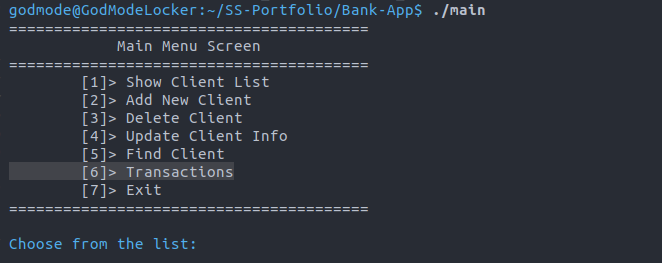 godmode@GodModeLocker:~/SS-Portfolio/Bank-App$ ./main
========================================
Main Menu Screen
========================================
[1]> Show Client List
[2]> Add New Client
[3]> Delete Client
[4]> Update Client Info
[5]> Find Client
[6]> Transactions
[7]> Exit
========================================
Choose from the list: